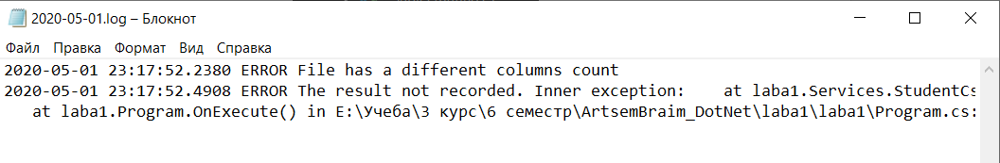 2020-05-01.log – Блокнот
Файл Правка Формат Вид Справка
2020-05-01 23:17:52.2380 ERROR File has a different columns count
2020-05-01 23:17:52.4908 ERROR The result not recorded. Inner exception: at laba1.Services.StudentCs
at laba1.Program.OnExecute() in E:\Учеба\3 курс\6 семестр\ArtsemBraim_DotNet\laba1\laba1\Program.cs: